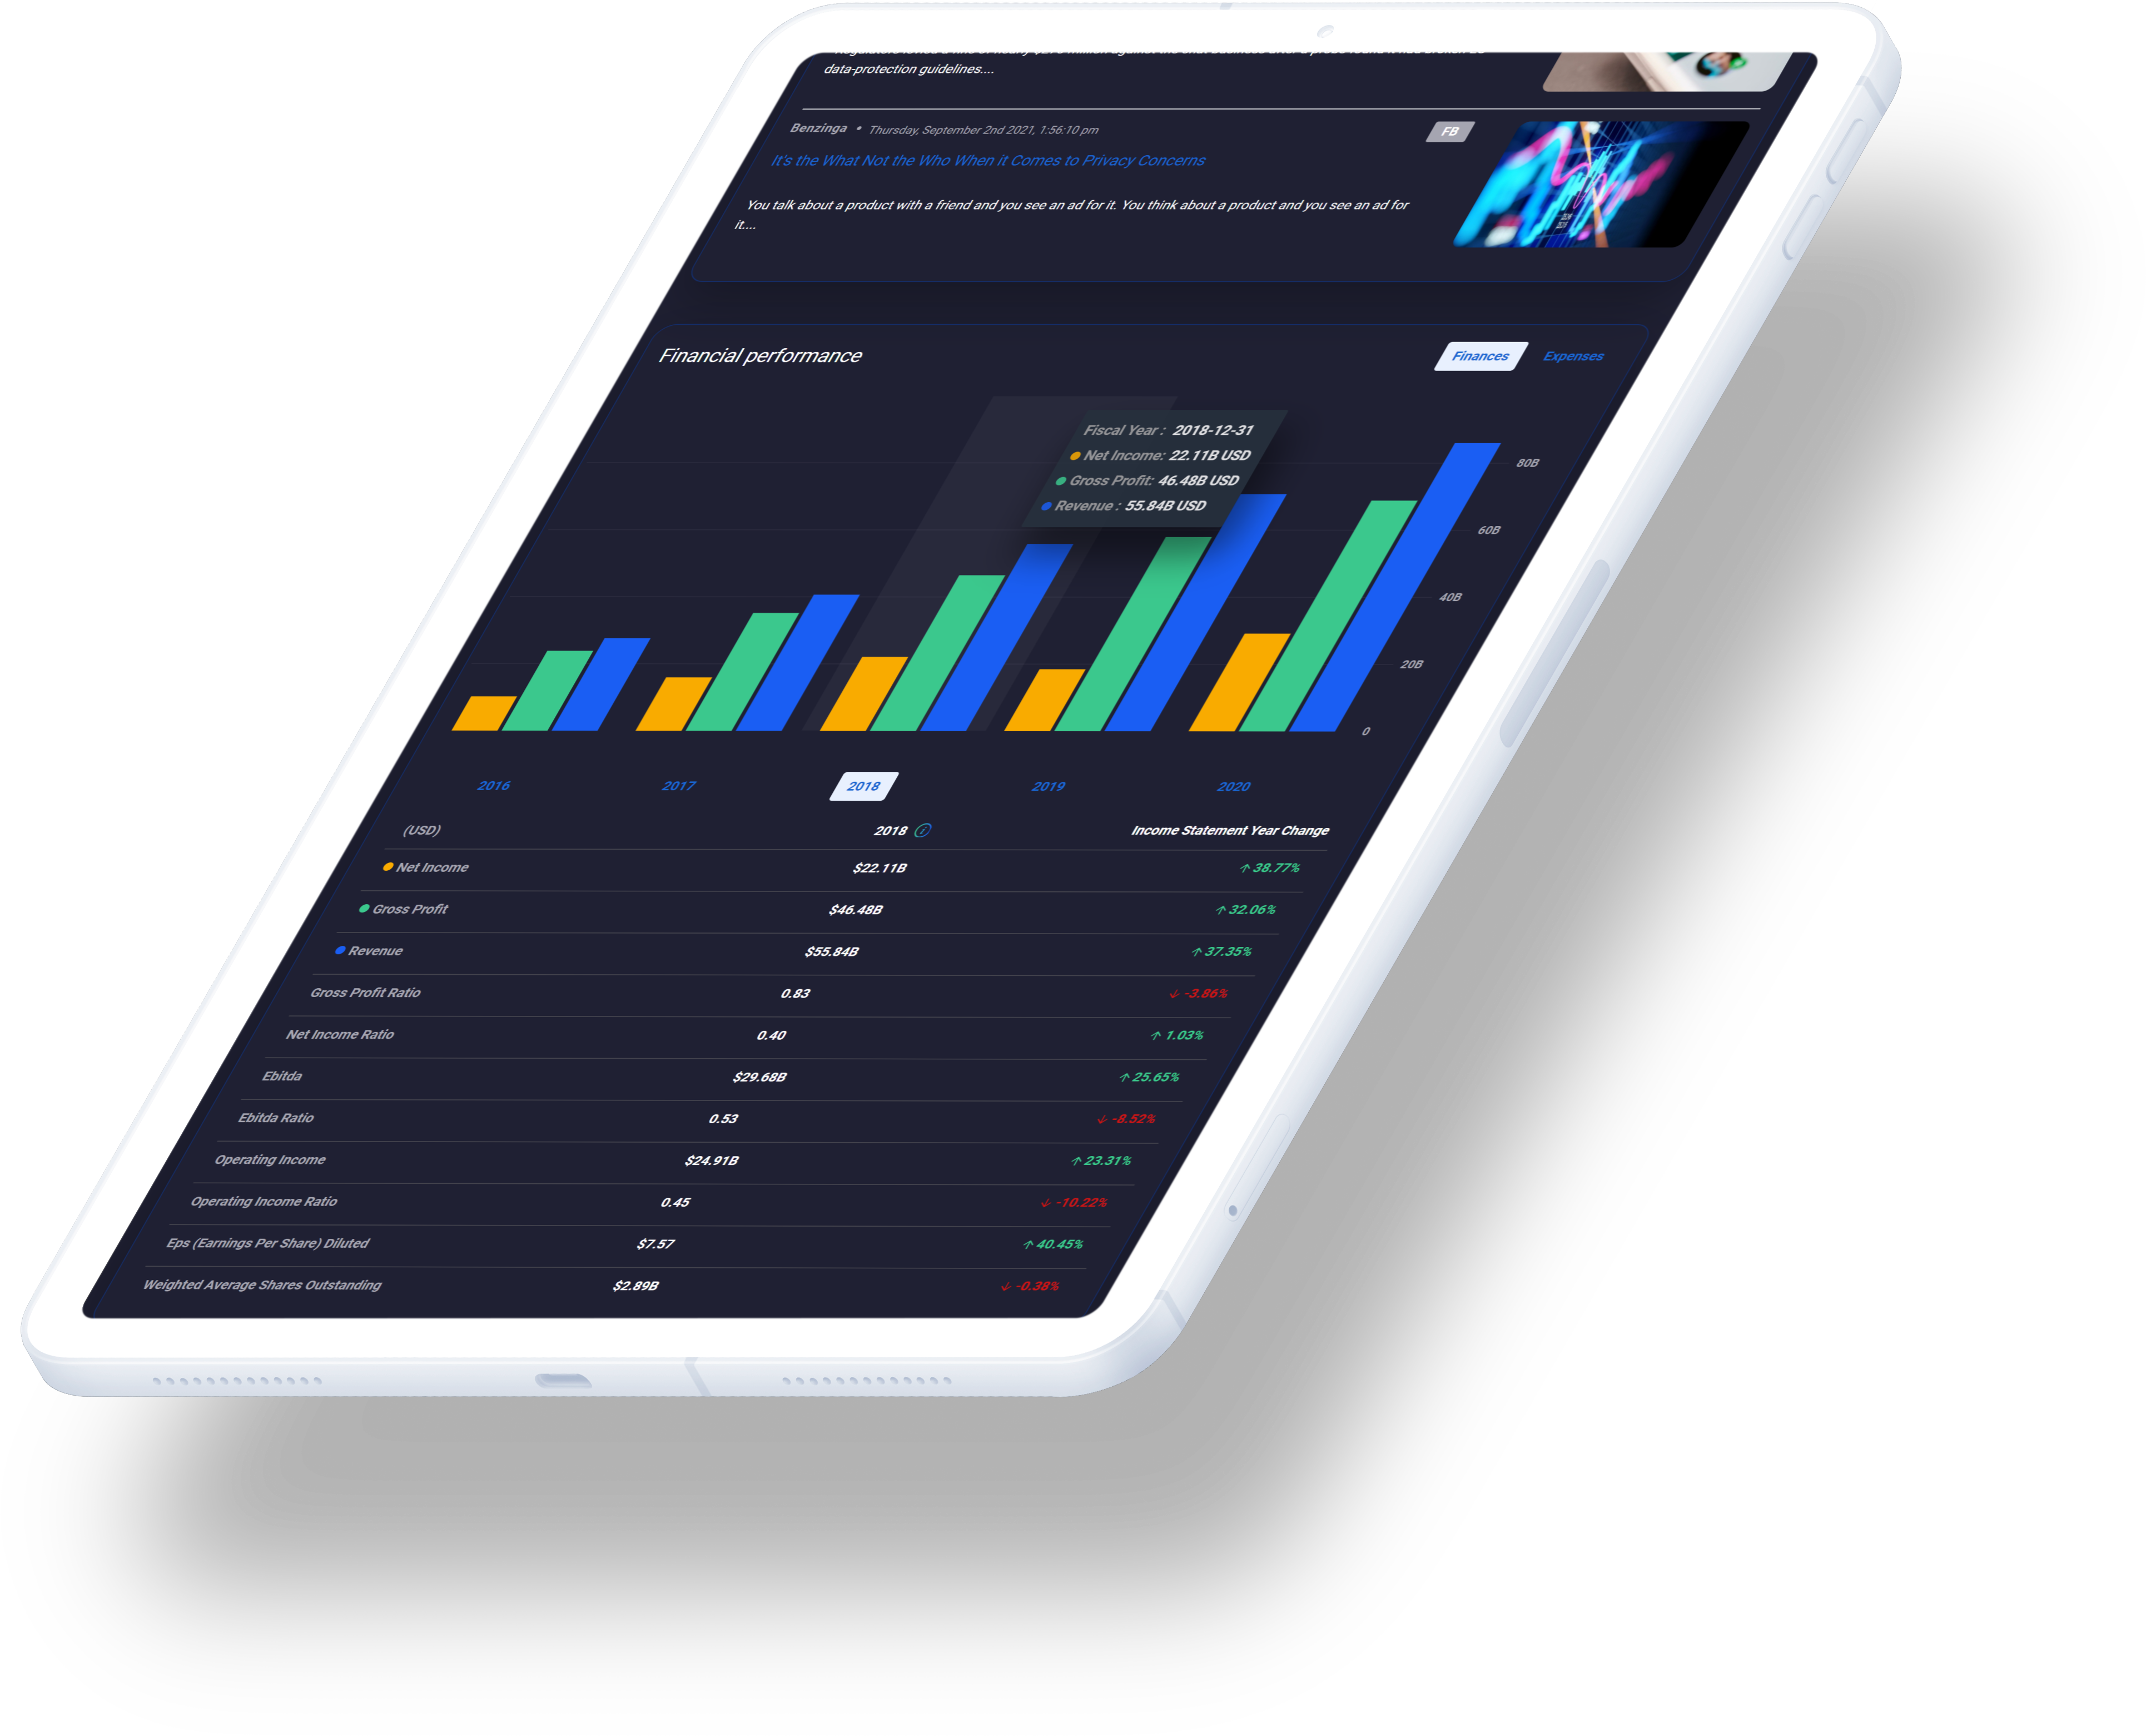 data-protection guidelines....
Benzinga • Thursday, September 2nd 2021, 1:56:10 pm
FB
It's the What Not the Who When it Comes to Privacy Concerns
You talk about a product with a friend and you see an ad for it. You think about a product and you see an ad for
it....
Financial performance
Finances Expenses
Fiscal Year : 2018-12-31
Net Income: 22.11B USD
Gross Profit: 46.48B USD
Revenue : 55.84B USD
80B
60B
40B
20B
0
2016 2017 2018 2019 2020
(USD) 2018 i Income Statement Year Change
Net Income $22.11B ↑ 38.77%
Gross Profit $46.48B ↑ 32.06%
Revenue $55.84B ↑ 37.35%
Gross Profit Ratio 0.83 ↓ -3.86%
Net Income Ratio 0.40 ↑ 1.03%
Ebitda $29.68B ↑ 25.65%
Ebitda Ratio 0.53 ↓ -8.52%
Operating Income $24.91B ↑ 23.31%
Operating Income Ratio 0.45 ↓ -10.22%
Eps (Earnings Per Share) Diluted $7.57 ↑ 40.45%
Weighted Average Shares Outstanding $2.89B ↓ -0.38%